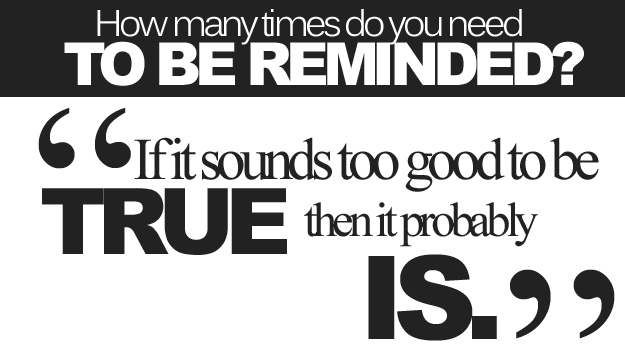 How many times do you need
TO BE REMINDED?
“If it sounds too good to be
TRUE then it probably
IS.”